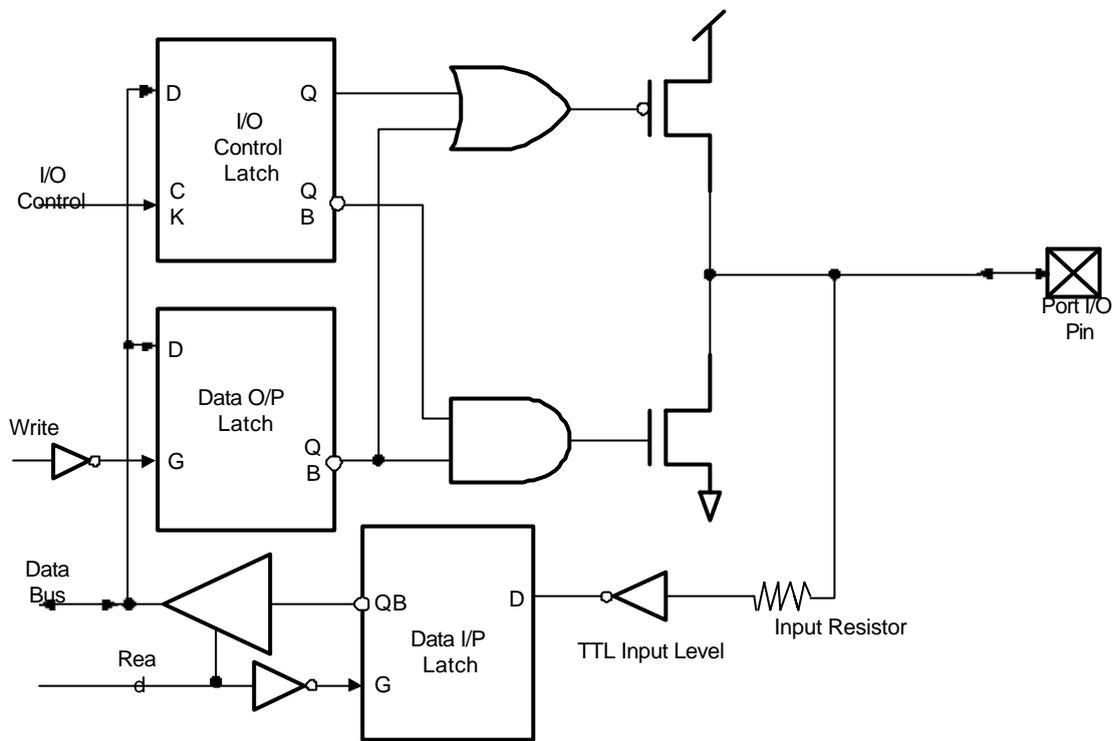 D
Q
I/O
Control
Latch
I/O
Control
C
K
Q
B
Port I/O
Pin
D
Data O/P
Latch
Write
G
Q
B
Data
Bus
QB
D
Data I/P
Latch
TTL Input Level
Input Resistor
Rea
d
G